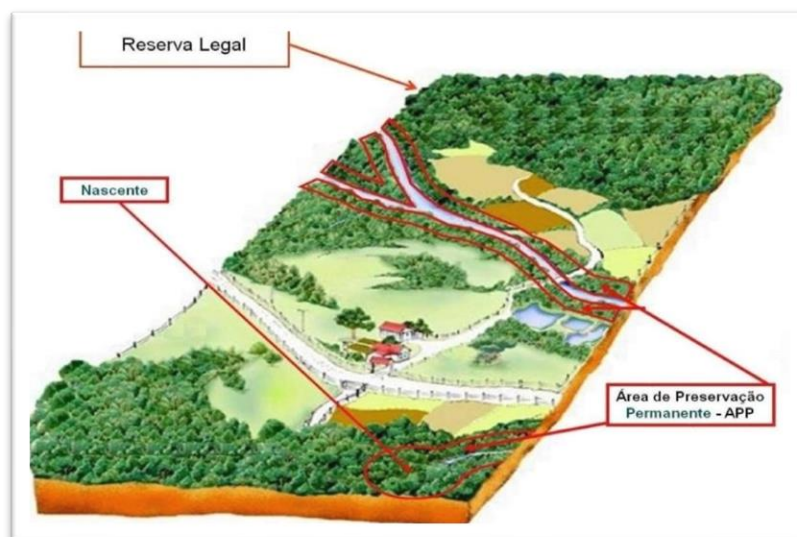 Reserva Legal
Nascente
Área de Preservação
Permanente - APP